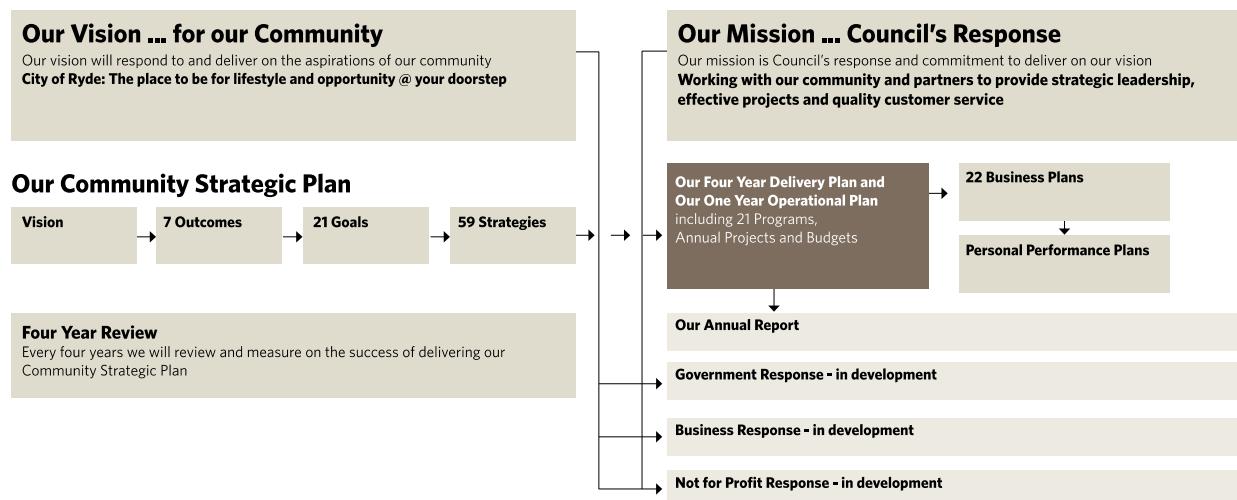 Our Vision ... for our Community
Our vision will respond to and deliver on the aspirations of our community
City of Ryde: The place to be for lifestyle and opportunity @ your doorstep
Our Mission ... Council's Response
Our mission is Council's response and commitment to deliver on our vision
Working with our community and partners to provide strategic leadership,
effective projects and quality customer service
Our Community Strategic Plan
Vision
7 Outcomes
21 Goals
59 Strategies
Our Four Year Delivery Plan and
Our One Year Operational Plan
including 21 Programs,
Annual Projects and Budgets
22 Business Plans
Personal Performance Plans
Four Year Review
Every four years we will review and measure on the success of delivering our
Community Strategic Plan
Our Annual Report
Government Response - in development
Business Response - in development
Not for Profit Response - in development